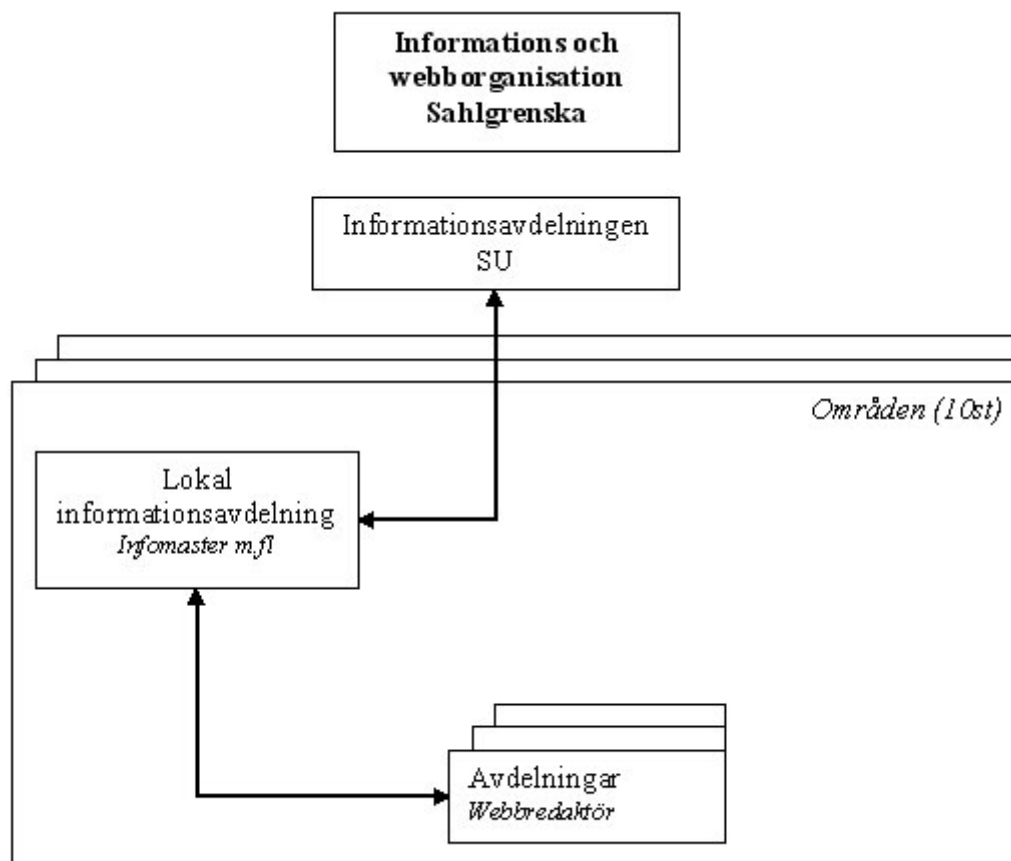 Informations och
webborganisation
Sahlgrenska
Informationsavdelningen
SU
Områden (10st)
Lokal
informationsavdelning
Infomaster m.fl
Avdelningar
Webbredaktör